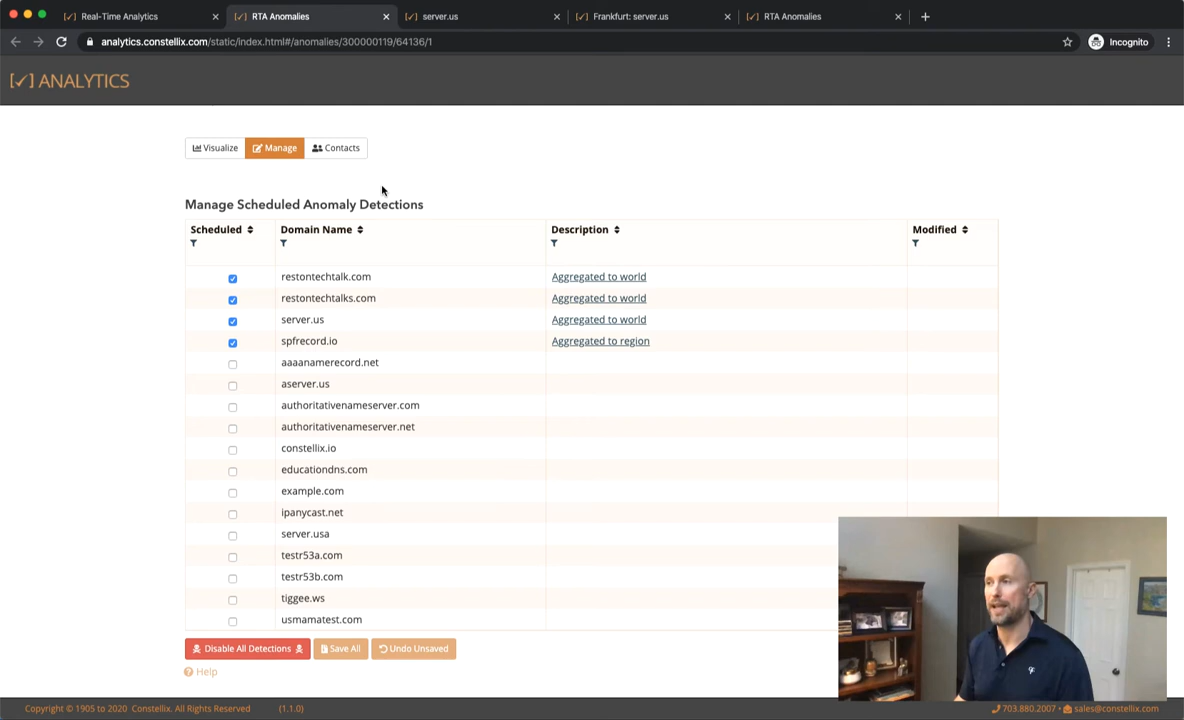 Real-Time Analytics
RTA Anomalies
server.us
Frankfurt: server.us
RTA Anomalies
analytics.constellix.com/static/index.html#/anomalies/300000119/64136/1
Incognito
[✓] ANALYTICS
Visualize
Manage
Contacts
Manage Scheduled Anomaly Detections
Scheduled Domain Name Description Modified
restontechtalk.com Aggregated to world
restontechtalks.com Aggregated to world
server.us Aggregated to world
spfrecord.io Aggregated to region
aaaanamerecord.net
aserver.us
authoritativenameserver.com
authoritativenameserver.net
constellix.io
educationdns.com
example.com
ipanycast.net
server.usa
testr53a.com
testr53b.com
tiggee.ws
usmamatest.com
Disable All Detections
Save All
Undo Unsaved
Help
Copyright © 1905 to 2020 Constellix. All Rights Reserved (1.1.0)
703.880.2007 • sales@constellix.com